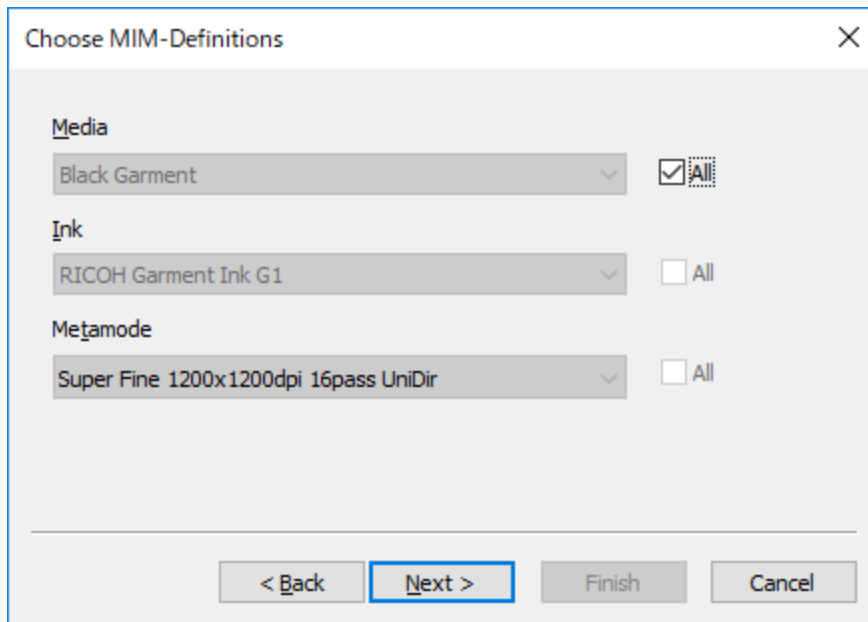 Choose MIM-Definitions
Media
Black Garment
All
Ink
RICOH Garment Ink G1
All
Metamode
Super Fine 1200x1200dpi 16pass UniDir
All
< Back
Next >
Finish
Cancel